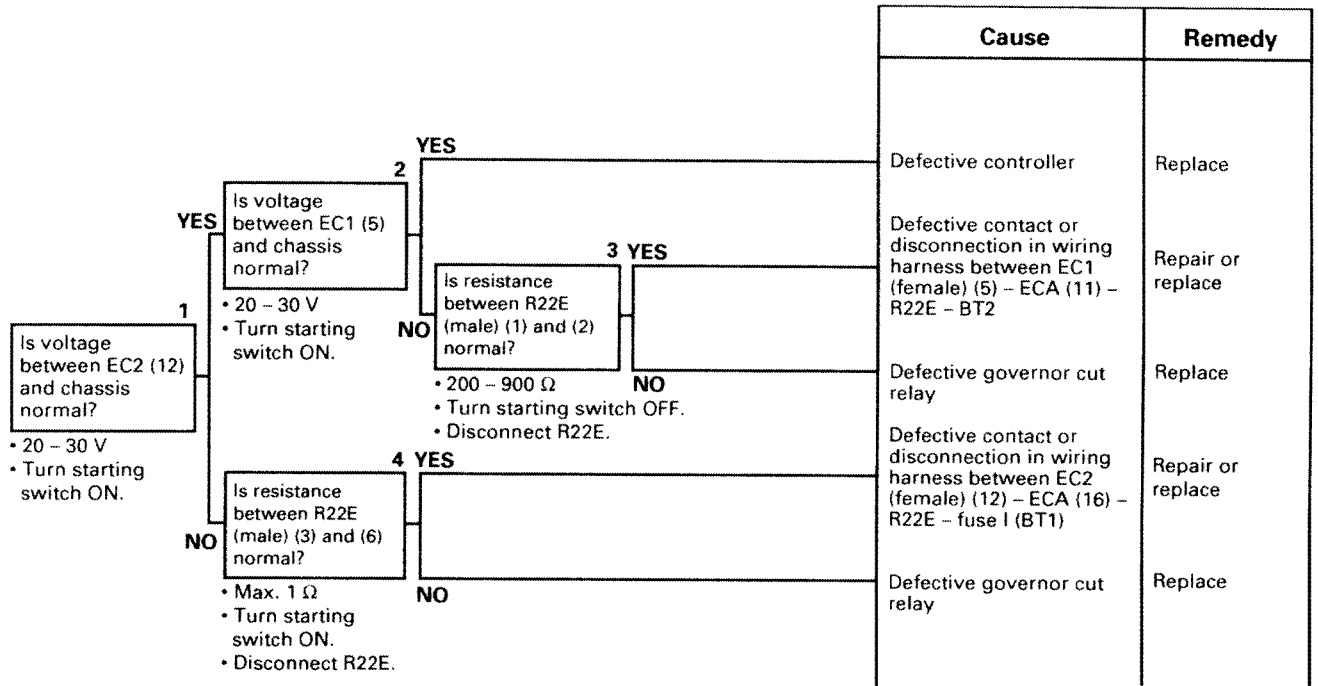 Cause
Remedy
YES
2
Is voltage
between EC1 (5)
and chassis
normal?
YES
• 20 – 30 V
• Turn starting
switch ON.
Defective controller
Replace
3 YES
Is resistance
between R22E
(male) (1) and (2)
normal?
NO
• 200 – 900 Ω
• Turn starting switch OFF.
• Disconnect R22E.
Defective contact or
disconnection in wiring
harness between EC1
(female) (5) – ECA (11) –
R22E – BT2
Repair or
replace
NO
Defective governor cut
relay
Replace
1
Is voltage
between EC2 (12)
and chassis
normal?
• 20 – 30 V
• Turn starting
switch ON.
4 YES
Is resistance
between R22E
(male) (3) and (6)
normal?
NO
• Max. 1 Ω
• Turn starting
switch ON.
• Disconnect R22E.
Defective contact or
disconnection in wiring
harness between EC2
(female) (12) – ECA (16) –
R22E – fuse I (BT1)
Repair or
replace
NO
Defective governor cut
relay
Replace